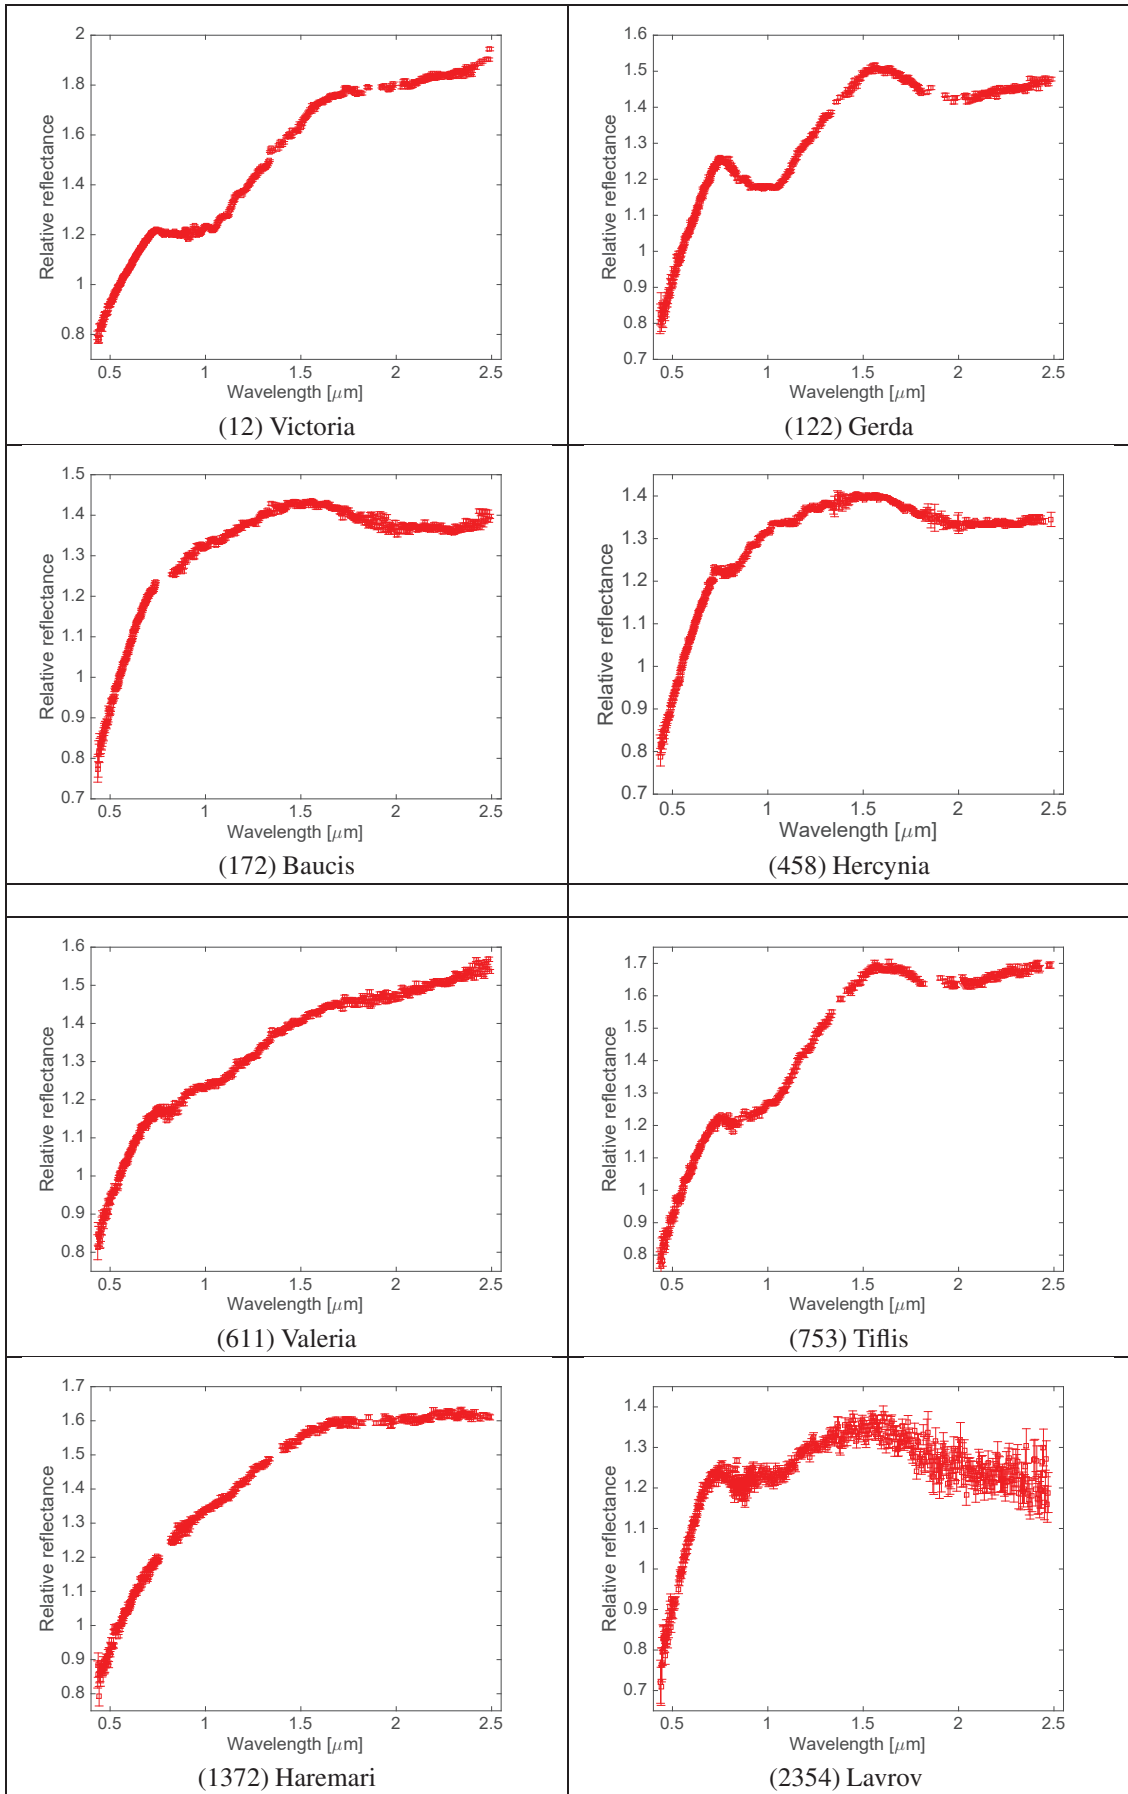 2
1.8
1.6
1.4
1.2
1
0.8
Relative reflectance
0.5 1 1.5 2 2.5
Wavelength [μm]
(12) Victoria
1.6
1.5
1.4
1.3
1.2
1.1
1
0.9
0.8
0.7
Relative reflectance
0.5 1 1.5 2 2.5
Wavelength [μm]
(122) Gerda
1.5
1.4
1.3
1.2
1.1
1
0.9
0.8
0.7
Relative reflectance
0.5 1 1.5 2 2.5
Wavelength [μm]
(172) Baucis
1.4
1.3
1.2
1.1
1
0.9
0.8
0.7
Relative reflectance
0.5 1 1.5 2 2.5
Wavelength [μm]
(458) Hercynia
1.6
1.5
1.4
1.3
1.2
1.1
1
0.9
0.8
Relative reflectance
0.5 1 1.5 2 2.5
Wavelength [μm]
(611) Valeria
1.7
1.6
1.5
1.4
1.3
1.2
1.1
1
0.9
0.8
Relative reflectance
0.5 1 1.5 2 2.5
Wavelength [μm]
(753) Tiflis
1.7
1.6
1.5
1.4
1.3
1.2
1.1
1
0.9
0.8
Relative reflectance
0.5 1 1.5 2 2.5
Wavelength [μm]
(1372) Haremari
1.4
1.3
1.2
1.1
1
0.9
0.8
0.7
Relative reflectance
0.5 1 1.5 2 2.5
Wavelength [μm]
(2354) Lavrov